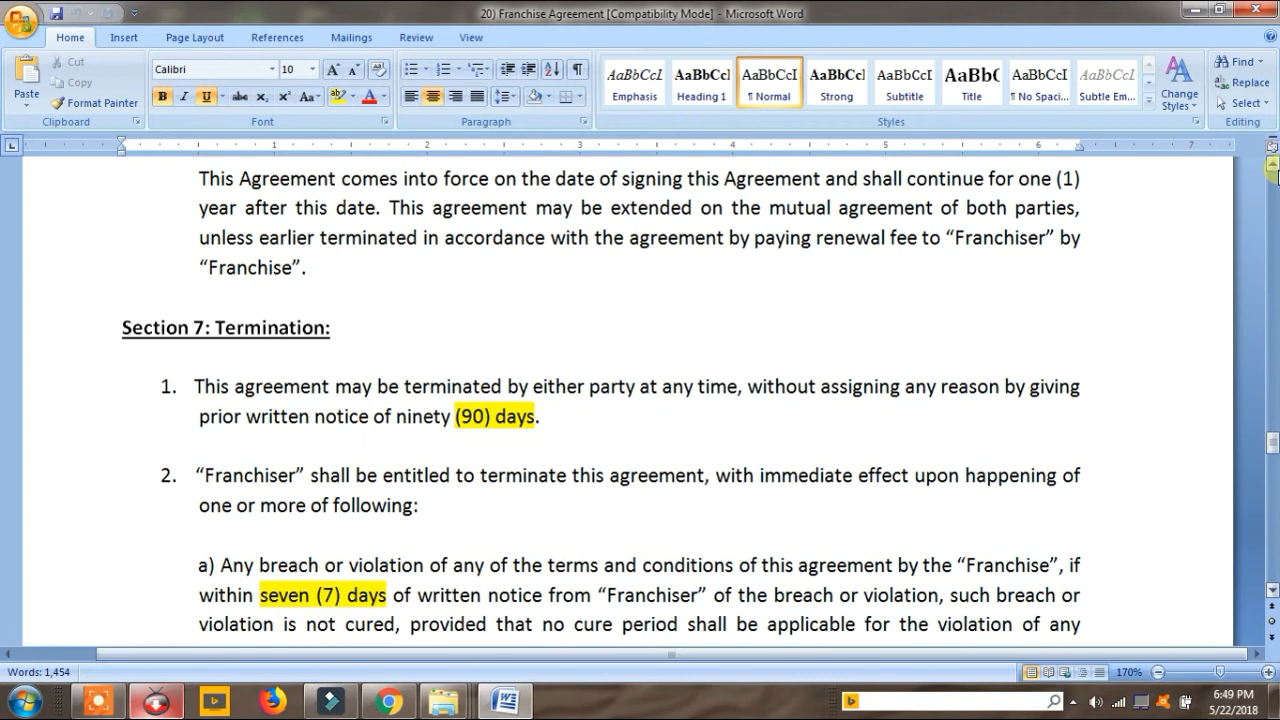 20) Franchise Agreement [Compatibility Mode] - Microsoft Word
Home Insert Page Layout References Mailings Review View
Paste
Cut
Copy
Format Painter
Clipboard
Calibri 10
Font
Paragraph
AaBbCcI AaBbCcI AaBbCcI AaBbCcI AaBbCcI AaBbC AaBbCcI AaBbCcI
Emphasis Heading 1 ¶ Normal Strong Subtitle Title ¶ No Spaci... Subtle Em...
Change Styles
Styles
Find
Replace
Select
Editing
1 2 3 4 5 6 7
This Agreement comes into force on the date of signing this Agreement and shall continue for one (1)
year after this date. This agreement may be extended on the mutual agreement of both parties,
unless earlier terminated in accordance with the agreement by paying renewal fee to “Franchiser” by
“Franchise”.
Section 7: Termination:
1. This agreement may be terminated by either party at any time, without assigning any reason by giving
prior written notice of ninety (90) days.
2. “Franchiser” shall be entitled to terminate this agreement, with immediate effect upon happening of
one or more of following:
a) Any breach or violation of any of the terms and conditions of this agreement by the “Franchise”, if
within seven (7) days of written notice from “Franchiser” of the breach or violation, such breach or
violation is not cured, provided that no cure period shall be applicable for the violation of any
Words: 1,454
170%
6:49 PM
5/22/2018